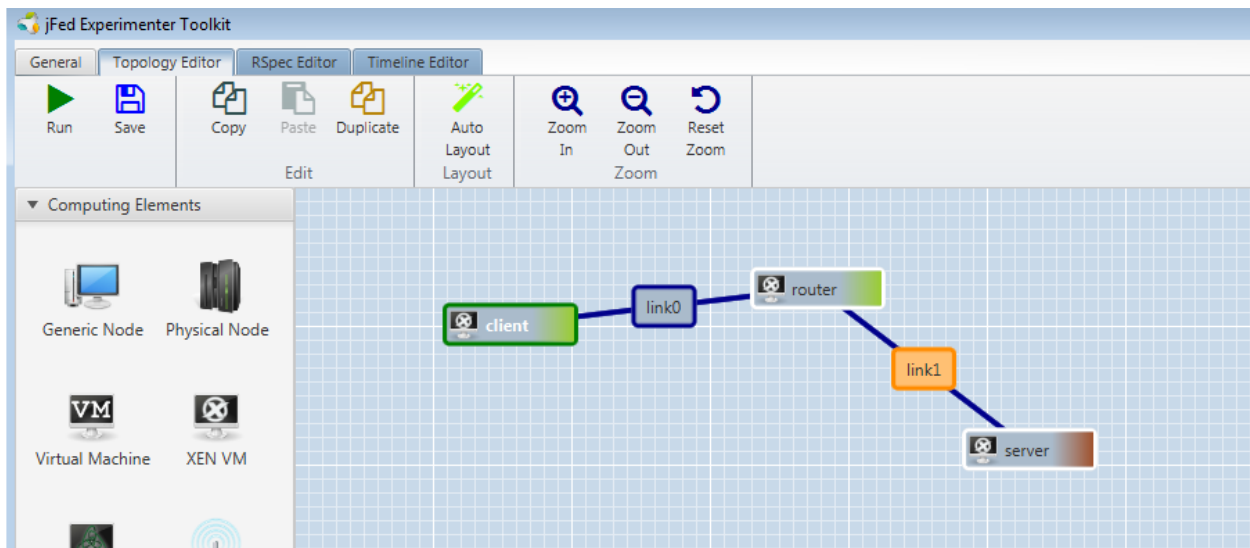 jFed Experimenter Toolkit
General Topology Editor RSpec Editor Timeline Editor
Run Save Copy Paste Duplicate Auto Layout Zoom In Zoom Out Reset Zoom
Edit Layout Zoom
Computing Elements
Generic Node Physical Node
VM
Virtual Machine XEN VM
client
link0
router
link1
server